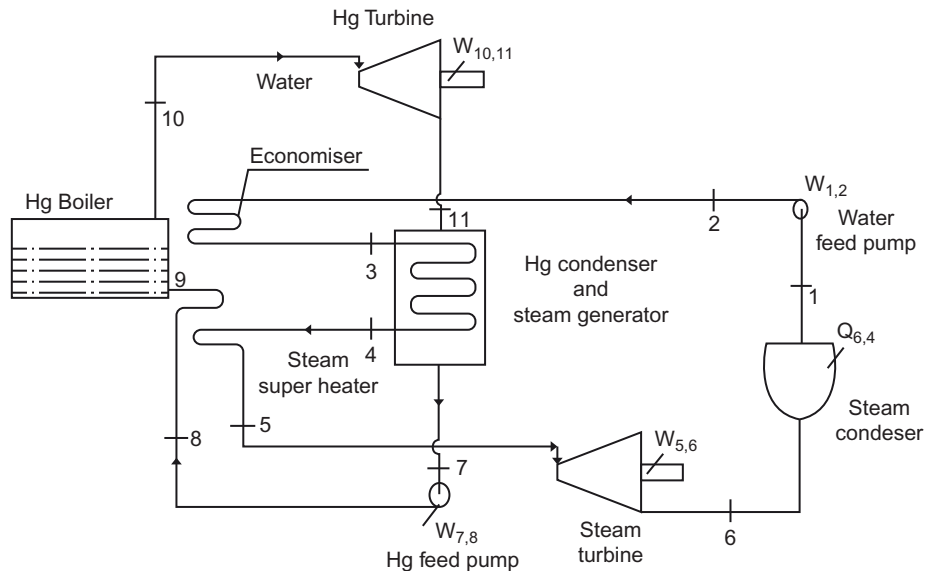 Hg Turbine
W10,11
Water
10
Economiser
Hg Boiler
W1,2
2
Water
feed pump
11
3
Hg condenser
and
steam generator
9
1
4
Q6,4
Steam
super heater
Steam
condeser
5
8
W5,6
7
6
W7,8
Steam
turbine
Hg feed pump